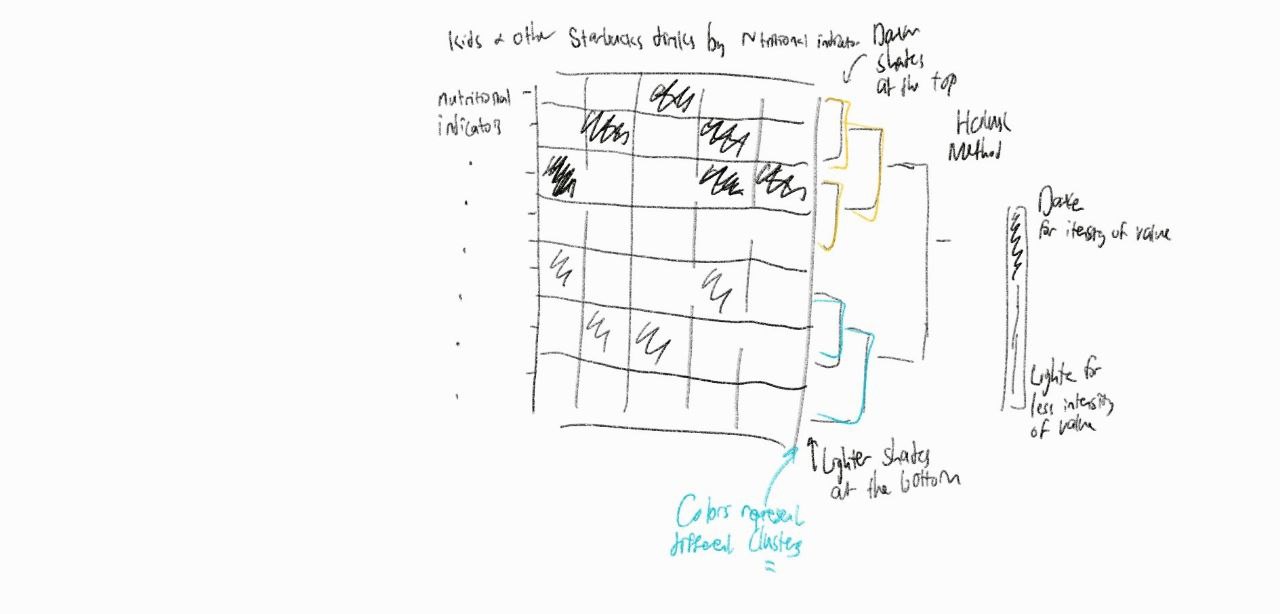 Kids & other Starbucks drinks by Nutritional indicator
Darker
shades
at the top
nutritional
indicators
Method
Darker
for itensity of value
Lighter for
less intensity
of value
Lighter shades
at the bottom
Colors represent
different Clusters